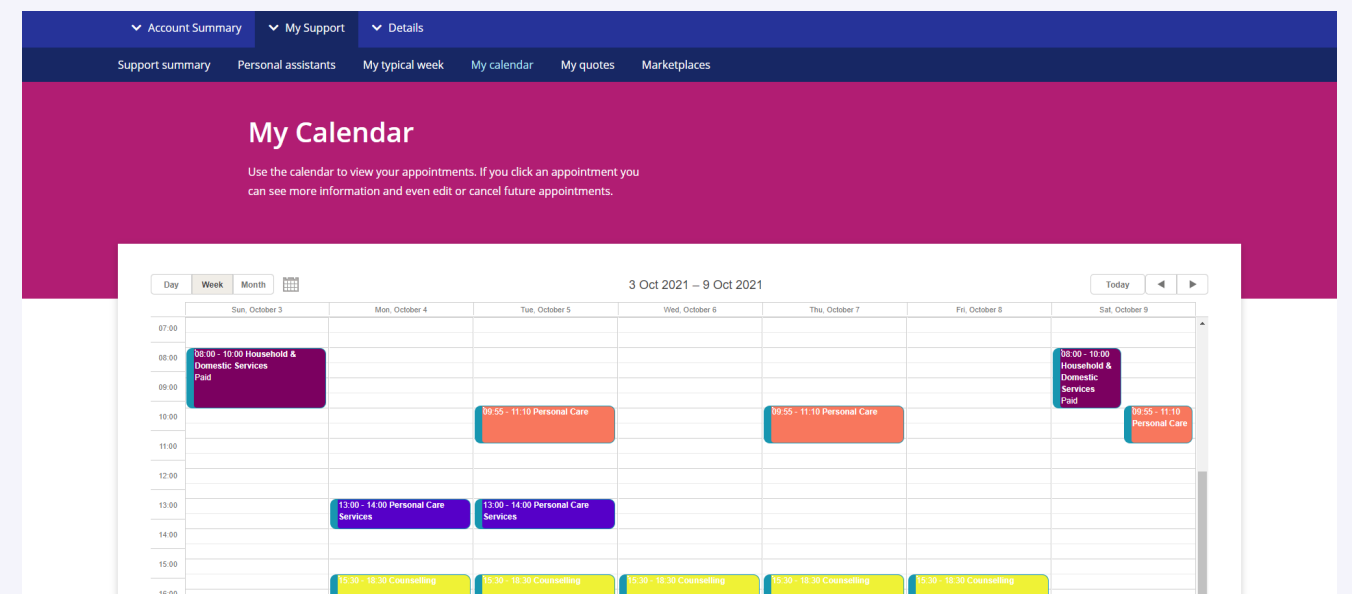 Account Summary My Support Details
Support summary Personal assistants My typical week My calendar My quotes Marketplaces
My Calendar
Use the calendar to view your appointments. If you click an appointment you
can see more information and even edit or cancel future appointments.
Day Week Month 3 Oct 2021 – 9 Oct 2021 Today
Sun, October 3 Mon, October 4 Tue, October 5 Wed, October 6 Thu, October 7 Fri, October 8 Sat, October 9
07:00
08:00
09:00
10:00
11:00
12:00
13:00
14:00
15:00
16:00
08:00 - 10:00 Household &
Domestic Services
Paid
13:00 - 14:00 Personal Care
Services
15:30 - 18:30 Counselling
09:55 - 11:10 Personal Care
13:00 - 14:00 Personal Care
Services
15:30 - 18:30 Counselling
15:30 - 18:30 Counselling
09:55 - 11:10 Personal Care
15:30 - 18:30 Counselling
15:30 - 18:30 Counselling
08:00 - 10:00
Household &
Domestic
Services
Paid
09:55 - 11:10
Personal Care